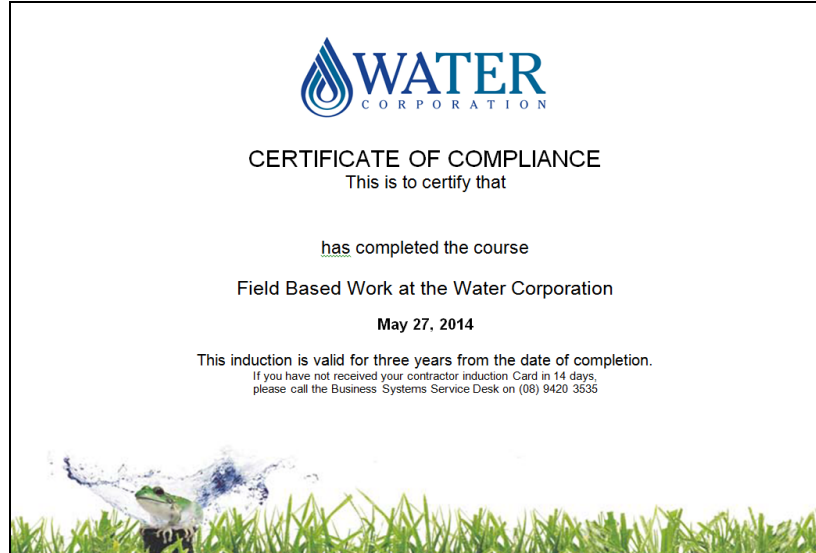 WATER
CORPORATION
CERTIFICATE OF COMPLIANCE
This is to certify that
has completed the course
Field Based Work at the Water Corporation
May 27, 2014
This induction is valid for three years from the date of completion.
If you have not received your contractor induction Card in 14 days,
please call the Business Systems Service Desk on (08) 9420 3535